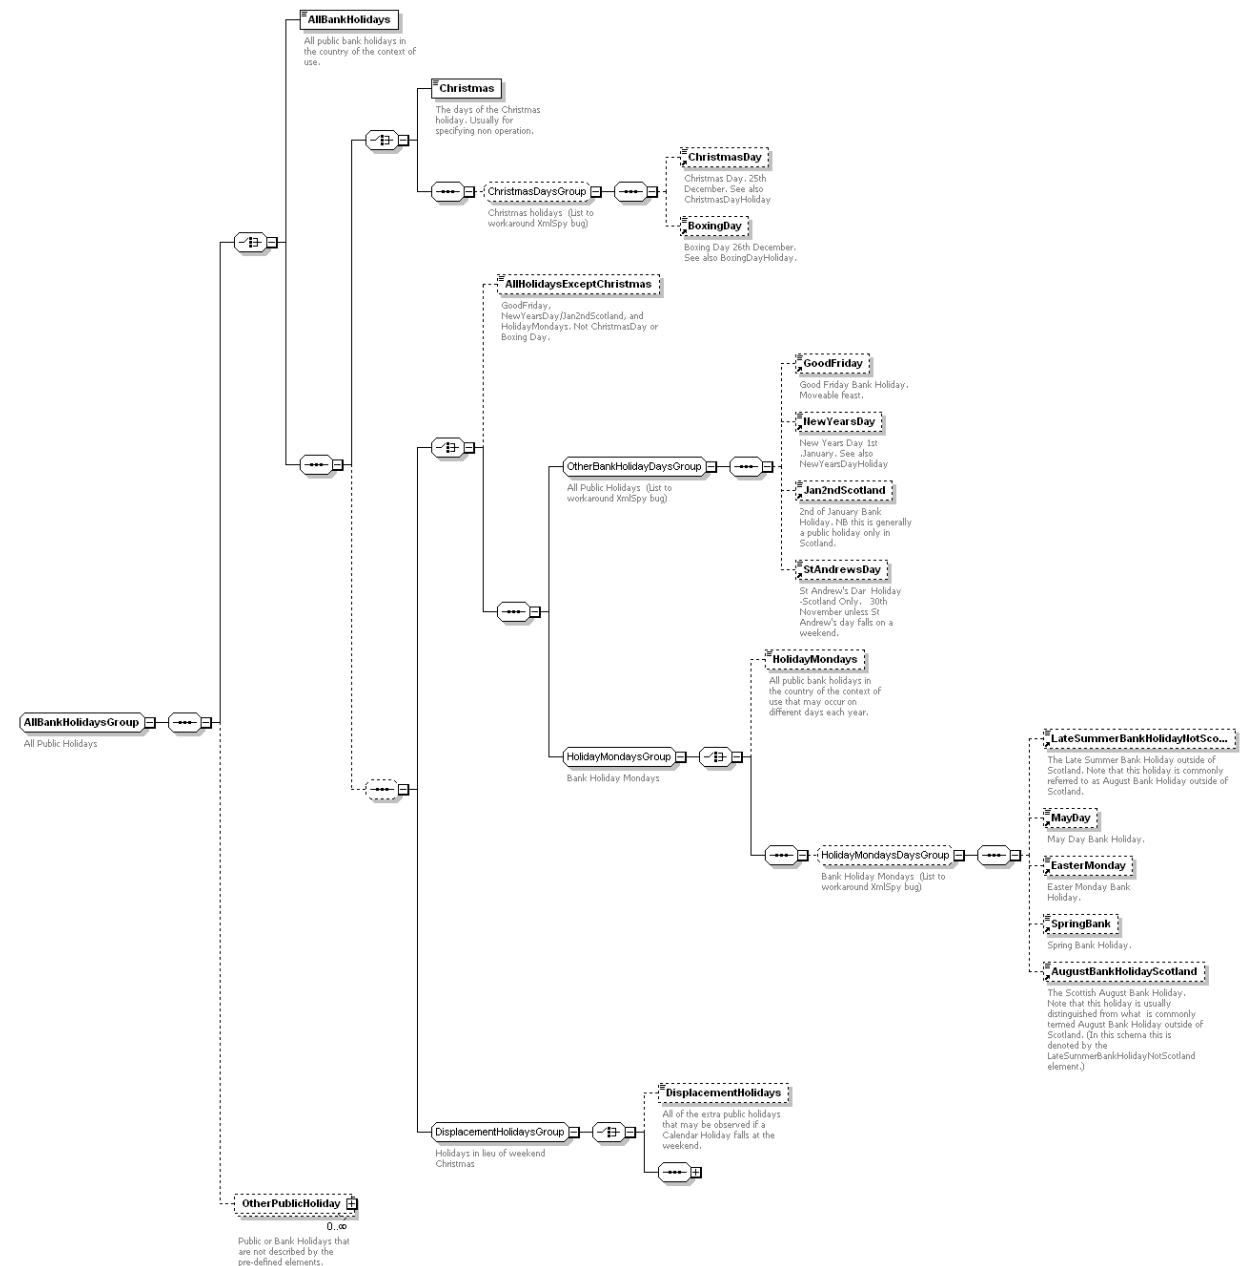 AllBankHolidays
All public bank holidays in
the country of the context of
use.
Christmas
The days of the Christmas
holiday. Usually for
specifying non operation.
ChristmasDaysGroup
Christmas holidays (List to
workaround XmlSpy bug)
ChristmasDay
Christmas Day. 25th
December. See also
ChristmasDayHoliday
BoxingDay
Boxing Day 26th December.
See also BoxingDayHoliday.
AllHolidaysExceptChristmas
GoodFriday,
NewYearsDay/Jan2ndScotland, and
HolidayMondays. Not ChristmasDay or
Boxing Day.
OtherBankHolidayDaysGroup
All Public Holidays (List to
workaround XmlSpy bug)
GoodFriday
Good Friday Bank Holiday.
Moveable feast.
NewYearsDay
New Years Day 1st
.January. See also
NewYearsDayHoliday
Jan2ndScotland
2nd of January Bank
Holiday. NB this is generally
a public holiday only in
Scotland.
StAndrewsDay
St Andrew's Dar Holiday
-Scotland Only. 30th
November unless St
Andrew's day falls on a
weekend.
AllBankHolidaysGroup
All Public Holidays
HolidayMondaysGroup
Bank Holiday Mondays
HolidayMondays
All public bank holidays in
the country of the context of
use that may occur on
different days each year.
HolidayMondaysDaysGroup
Bank Holiday Mondays (List to
workaround XmlSpy bug)
LateSummerBankHolidayNotSco...
The Late Summer Bank Holiday outside of
Scotland. Note that this holiday is commonly
referred to as August Bank Holiday outside of
Scotland.
MayDay
May Day Bank Holiday.
EasterMonday
Easter Monday Bank
Holiday.
SpringBank
Spring Bank Holiday.
AugustBankHolidayScotland
The Scottish August Bank Holiday.
Note that this holiday is usually
distinguished from what is commonly
termed August Bank Holiday outside of
Scotland. (In this schema this is
denoted by the
LateSummerBankHolidayNotScotland
element.)
DisplacementHolidaysGroup
Holidays in lieu of weekend
Christmas
DisplacementHolidays
All of the extra public holidays
that may be observed if a
Calendar Holiday falls at the
weekend.
OtherPublicHoliday
0..∞
Public or Bank Holidays that
are not described by the
pre-defined elements.